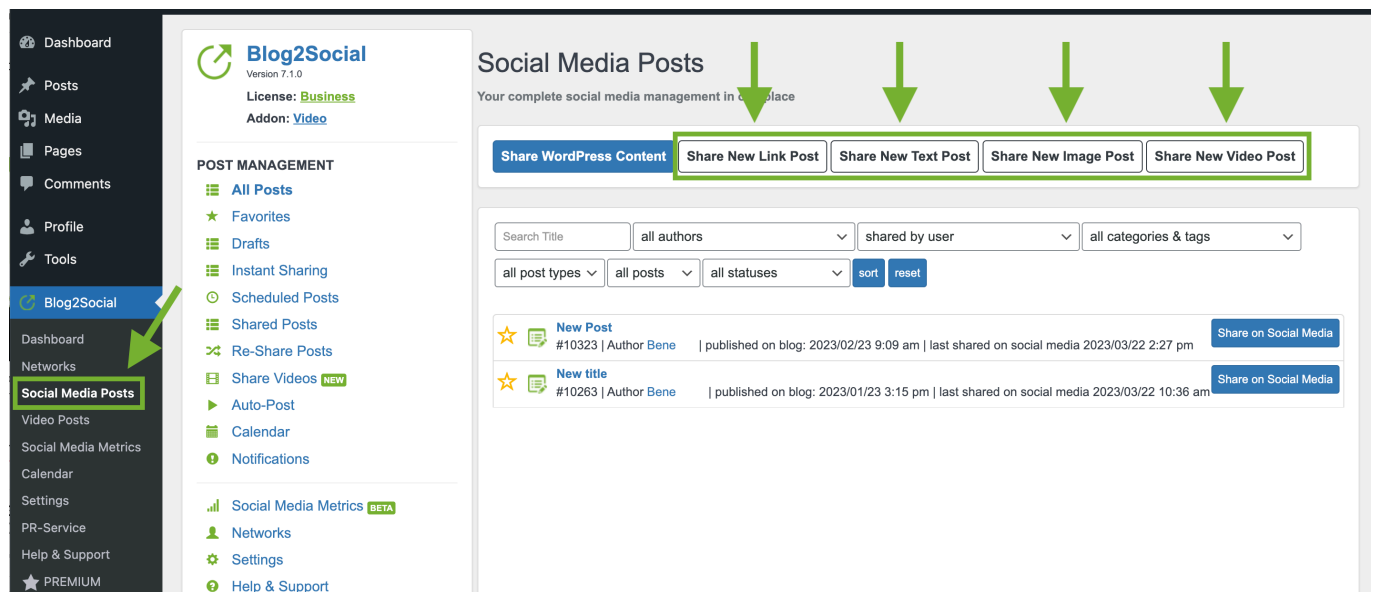 Dashboard
Posts
Media
Pages
Comments
Profile
Tools
Blog2Social
Dashboard
Networks
Social Media Posts
Video Posts
Social Media Metrics
Calendar
Settings
PR-Service
Help & Support
PREMIUM
Blog2Social
Version 7.1.0
License: Business
Addon: Video
POST MANAGEMENT
All Posts
Favorites
Drafts
Instant Sharing
Scheduled Posts
Shared Posts
Re-Share Posts
Share Videos NEW
Auto-Post
Calendar
Notifications
Social Media Metrics BETA
Networks
Settings
Help & Support
Social Media Posts
Your complete social media management in place
Share WordPress Content Share New Link Post Share New Text Post Share New Image Post Share New Video Post
Search Title all authors shared by user all categories & tags
all post types all posts all statuses sort reset
New Post
#10323 | Author Bene | published on blog: 2023/02/23 9:09 am | last shared on social media 2023/03/22 2:27 pm Share on Social Media
New title
#10263 | Author Bene | published on blog: 2023/01/23 3:15 pm | last shared on social media 2023/03/22 10:36 am Share on Social Media